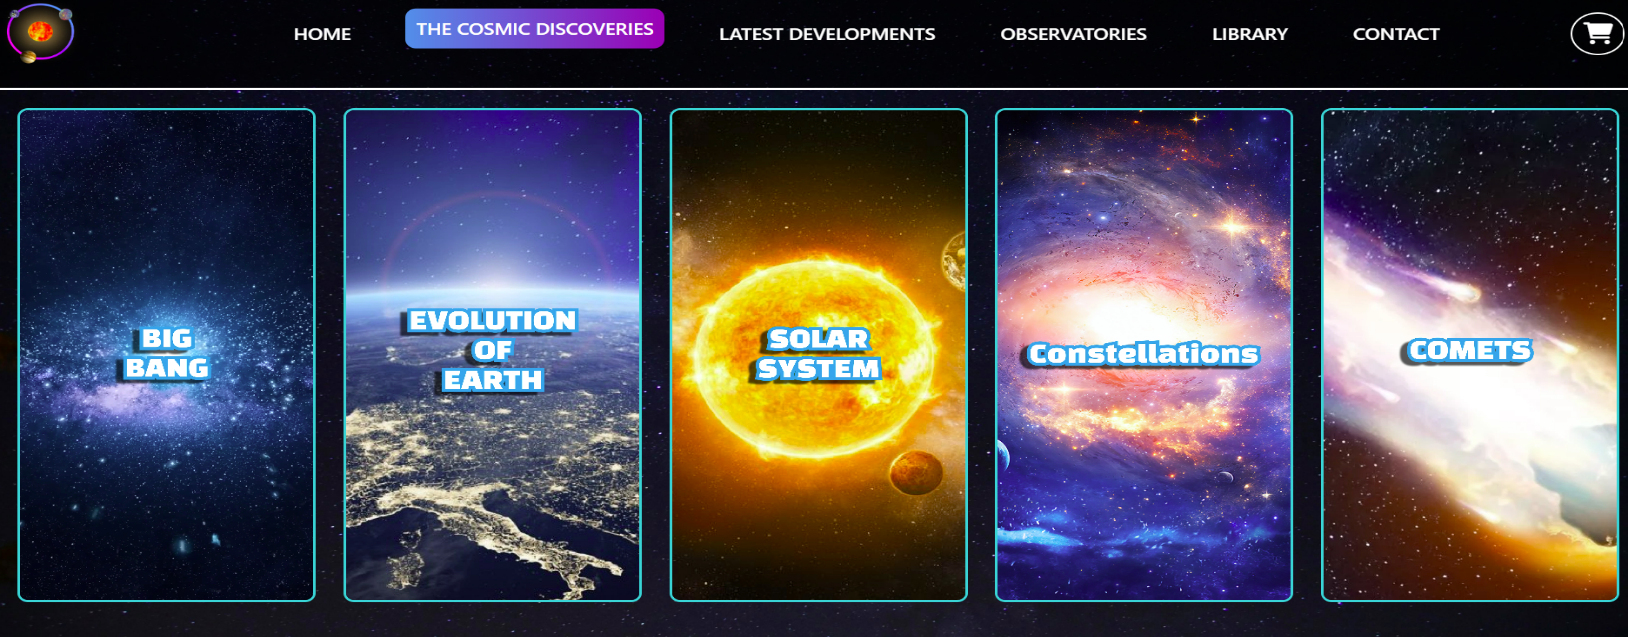 HOME
THE COSMIC DISCOVERIES
LATEST DEVELOPMENTS
OBSERVATORIES
LIBRARY
CONTACT
BIG
BANG
EVOLUTION
OF
EARTH
SOLAR
SYSTEM
Constellations
COMETS